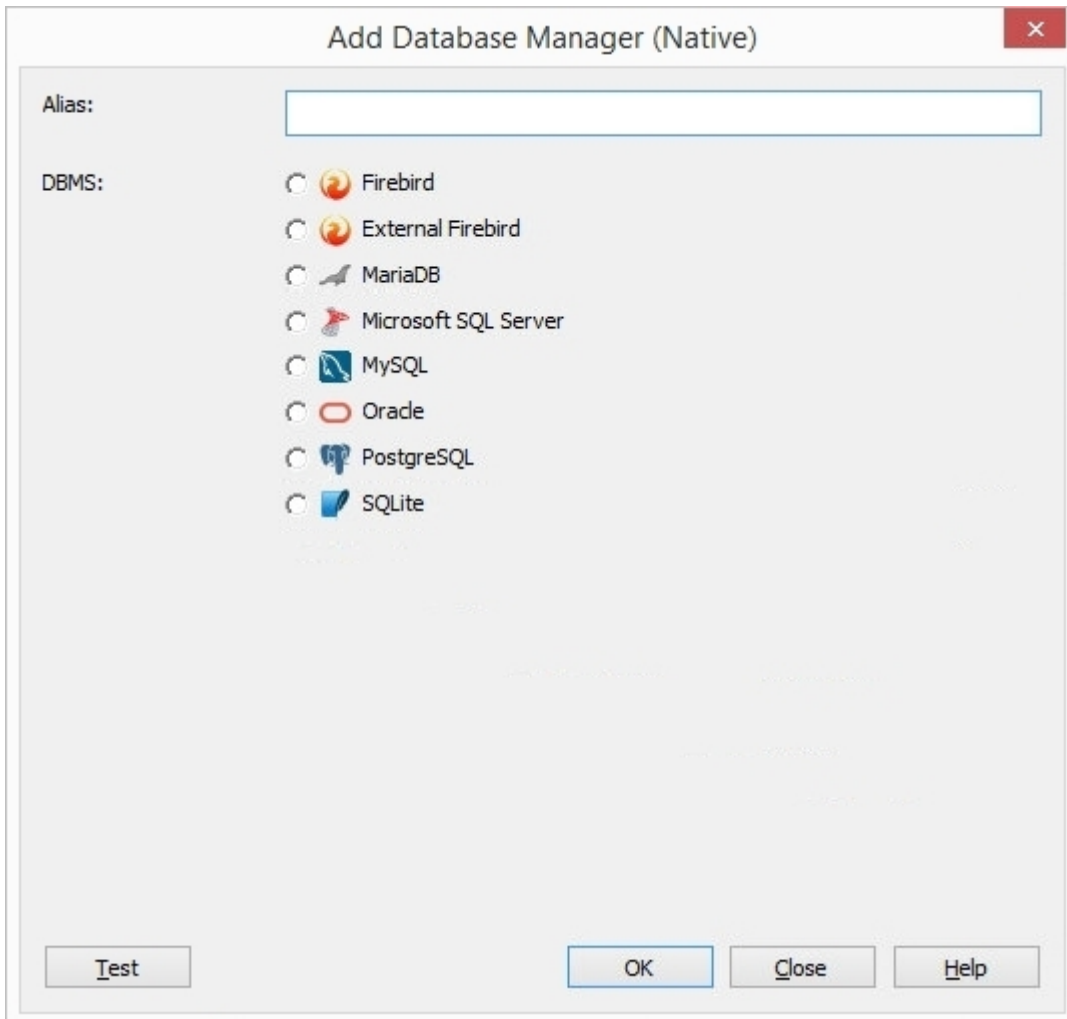 Add Database Manager (Native)
Alias:
DBMS:
Firebird
External Firebird
MariaDB
Microsoft SQL Server
MySQL
Oracle
PostgreSQL
SQLite
Test
OK
Close
Help